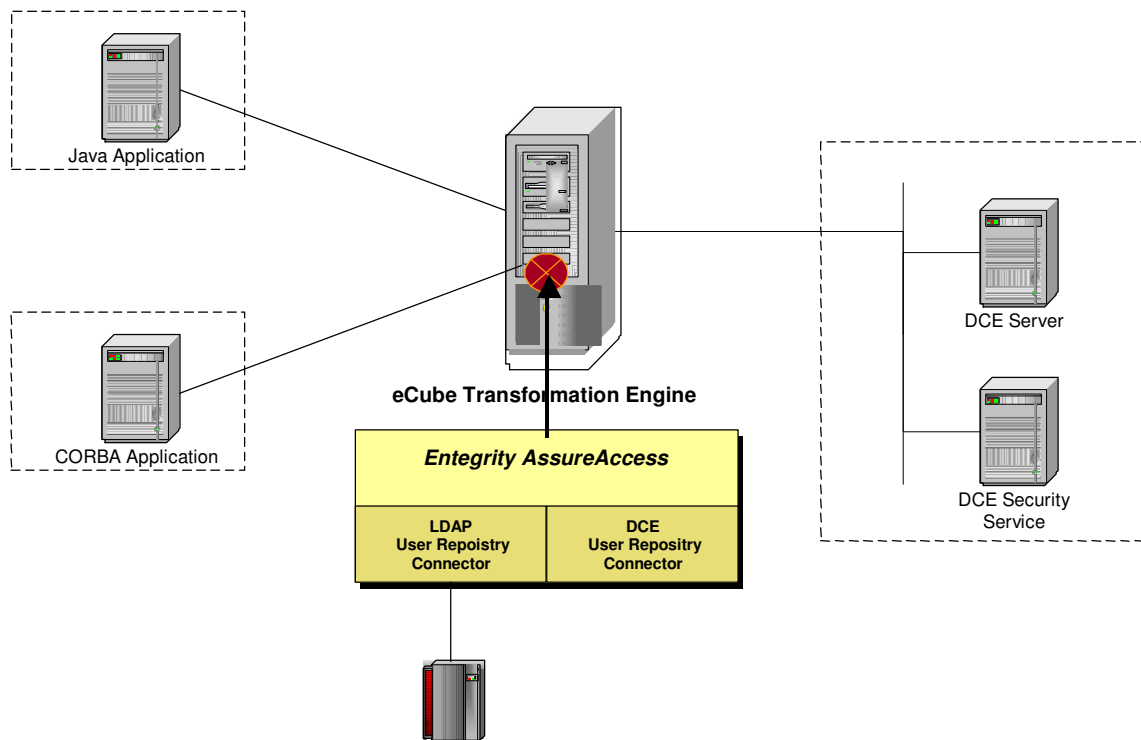 Java Application
CORBA Application
eCube Transformation Engine
Entegrity AssureAccess
LDAP
User Repoistry
Connector
DCE
User Repositry
Connector
DCE Server
DCE Security
Service